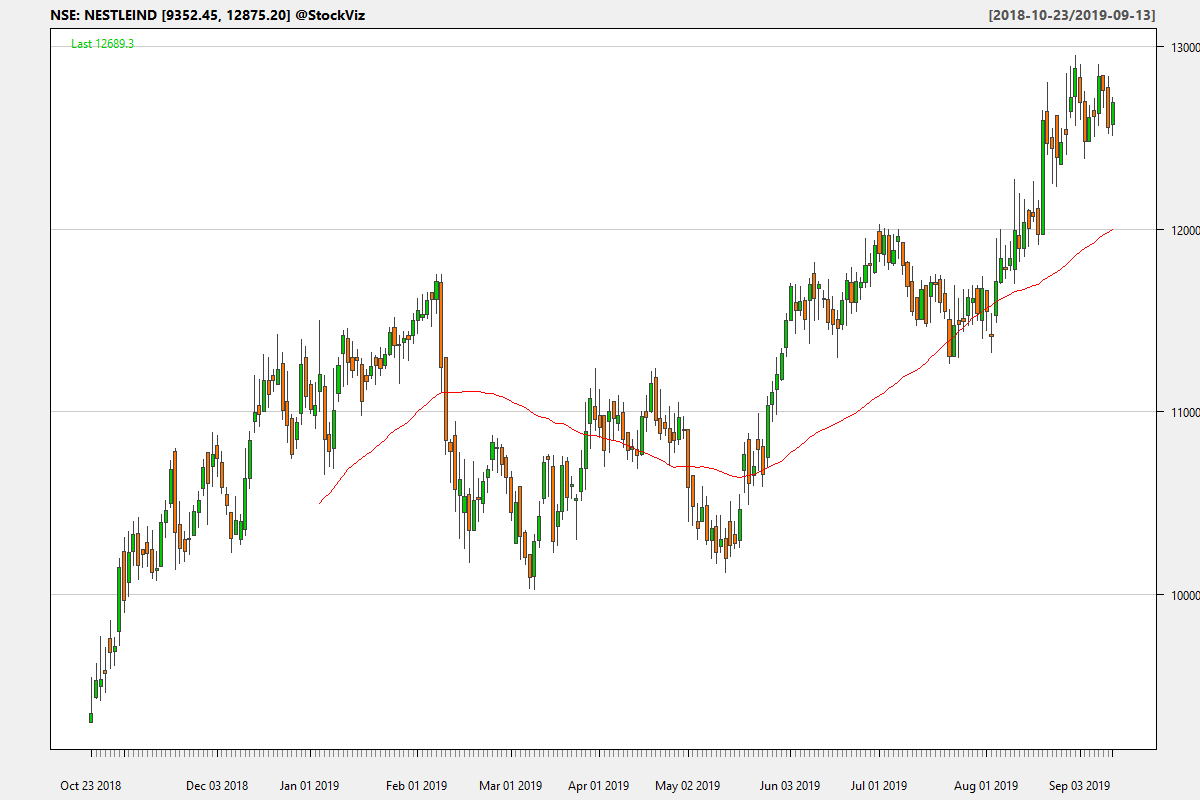 NSE: NESTLEIND [9352.45, 12875.20] @StockViz [2018-10-23/2019-09-13]
Last 12689.3
13000
12000
11000
10000
Oct 23 2018 Dec 03 2018 Jan 01 2019 Feb 01 2019 Mar 01 2019 Apr 01 2019 May 02 2019 Jun 03 2019 Jul 01 2019 Aug 01 2019 Sep 03 2019